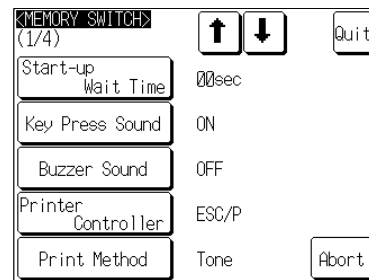 <MEMORY SWITCH>
(1/4)
↑ ↓ Quit
Start-up
Wait Time 00sec
Key Press Sound ON
Buzzer Sound OFF
Printer
Controller ESC/P
Print Method Tone Abort